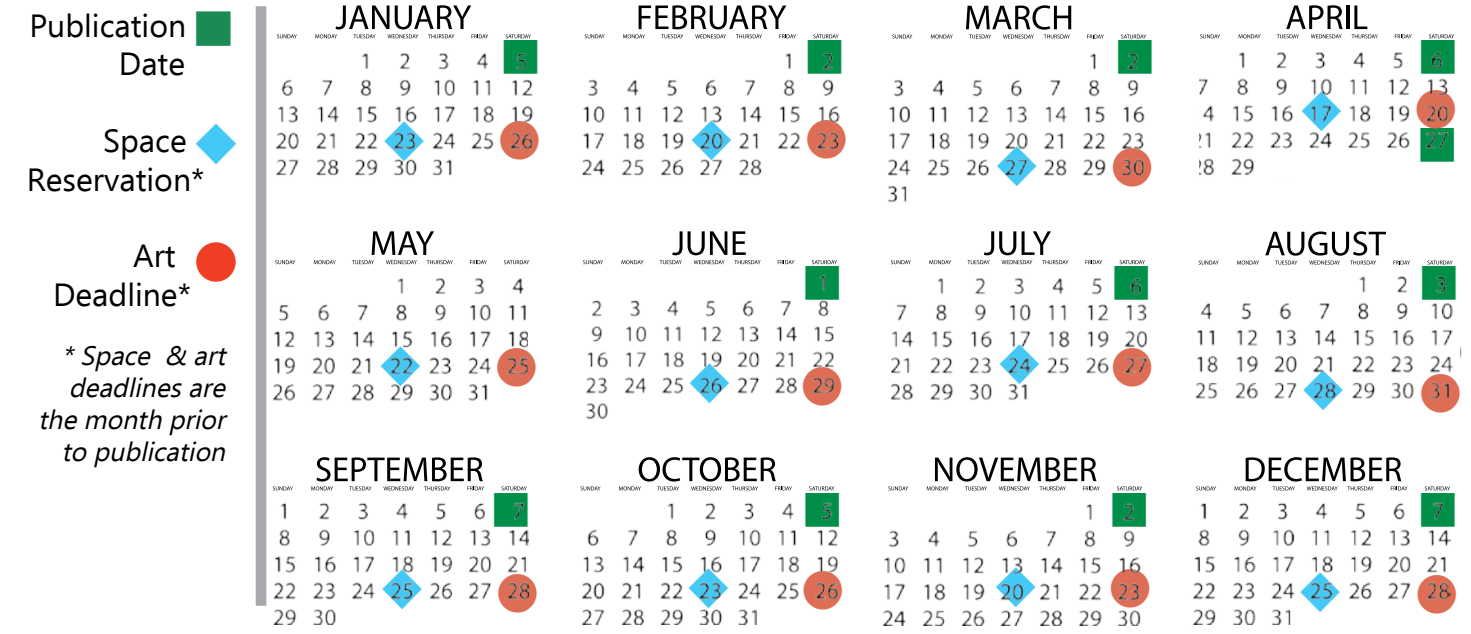 Publication
Date
Space
Reservation*
Art
Deadline*
* Space & art
deadlines are
the month prior
to publication
JANUARY
SUNDAY MONDAY TUESDAY WEDNESDAY THURSDAY FRIDAY SATURDAY
1 2 3 4 5
6 7 8 9 10 11 12
13 14 15 16 17 18 19
20 21 22 23 24 25 26
27 28 29 30 31
FEBRUARY
SUNDAY MONDAY TUESDAY WEDNESDAY THURSDAY FRIDAY SATURDAY
1 2
3 4 5 6 7 8 9
10 11 12 13 14 15 16
17 18 19 20 21 22 23
24 25 26 27 28
MARCH
SUNDAY MONDAY TUESDAY WEDNESDAY THURSDAY FRIDAY SATURDAY
1 2
3 4 5 6 7 8 9
10 11 12 13 14 15 16
17 18 19 20 21 22 23
24 25 26 27 28 29 30
31
APRIL
SUNDAY MONDAY TUESDAY WEDNESDAY THURSDAY FRIDAY SATURDAY
1 2 3 4 5 6
7 8 9 10 11 12 13
4 15 16 17 18 19 20
21 22 23 24 25 26 27
28 29
MAY
SUNDAY MONDAY TUESDAY WEDNESDAY THURSDAY FRIDAY SATURDAY
1 2 3 4
5 6 7 8 9 10 11
12 13 14 15 16 17 18
19 20 21 22 23 24 25
26 27 28 29 30 31
JUNE
SUNDAY MONDAY TUESDAY WEDNESDAY THURSDAY FRIDAY SATURDAY
1
2 3 4 5 6 7 8
9 10 11 12 13 14 15
16 17 18 19 20 21 22
23 24 25 26 27 28 29
30
JULY
SUNDAY MONDAY TUESDAY WEDNESDAY THURSDAY FRIDAY SATURDAY
1 2 3 4 5 6
7 8 9 10 11 12 13
14 15 16 17 18 19 20
21 22 23 24 25 26 27
28 29 30 31
AUGUST
SUNDAY MONDAY TUESDAY WEDNESDAY THURSDAY FRIDAY SATURDAY
1 2 3
4 5 6 7 8 9 10
11 12 13 14 15 16 17
18 19 20 21 22 23 24
25 26 27 28 29 30 31
SEPTEMBER
SUNDAY MONDAY TUESDAY WEDNESDAY THURSDAY FRIDAY SATURDAY
1 2 3 4 5 6 7
8 9 10 11 12 13 14
15 16 17 18 19 20 21
22 23 24 25 26 27 28
29 30
OCTOBER
SUNDAY MONDAY TUESDAY WEDNESDAY THURSDAY FRIDAY SATURDAY
1 2 3 4 5
6 7 8 9 10 11 12
13 14 15 16 17 18 19
20 21 22 23 24 25 26
27 28 29 30 31
NOVEMBER
SUNDAY MONDAY TUESDAY WEDNESDAY THURSDAY FRIDAY SATURDAY
1 2
3 4 5 6 7 8 9
10 11 12 13 14 15 16
17 18 19 20 21 22 23
24 25 26 27 28 29 30
DECEMBER
SUNDAY MONDAY TUESDAY WEDNESDAY THURSDAY FRIDAY SATURDAY
1 2 3 4 5 6 7
8 9 10 11 12 13 14
15 16 17 18 19 20 21
22 23 24 25 26 27 28
29 30 31